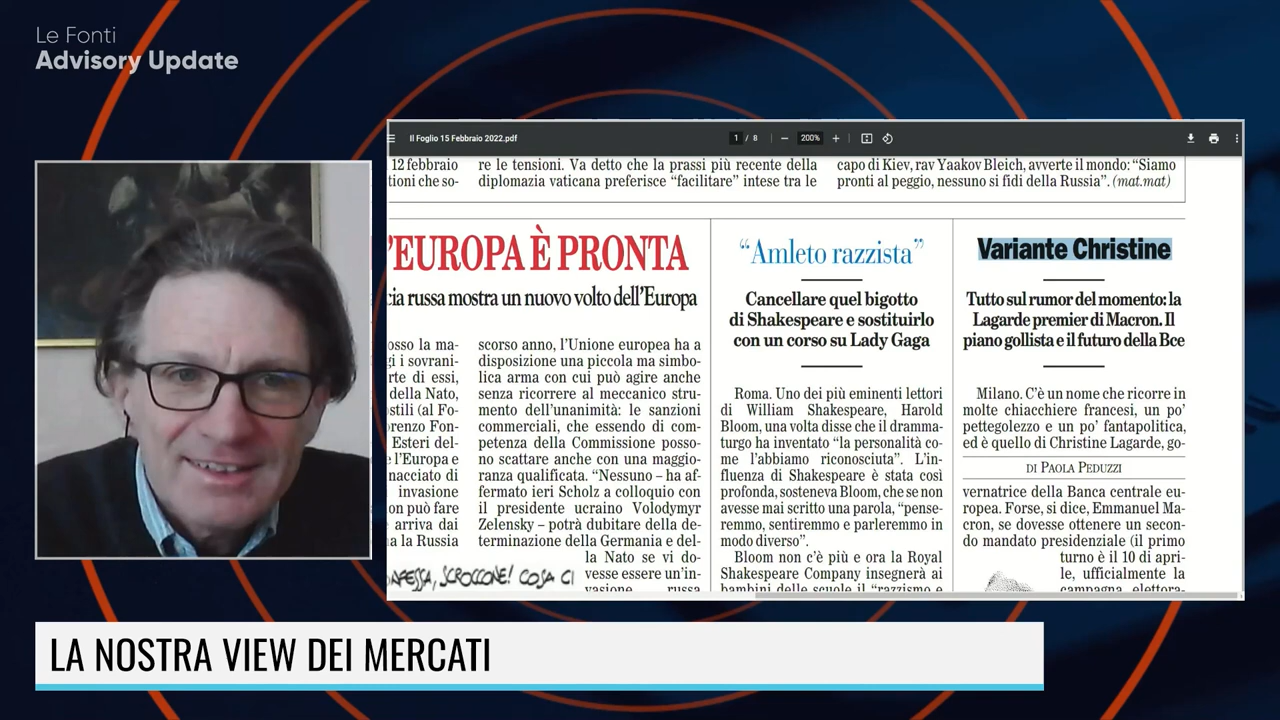 Le Fonti
Advisory Update
Il Foglio 15 Febbraio 2022.pdf
1 / 8
200%
12 febbraio
tioni che so-
re le tensioni. Va detto che la prassi più recente della
diplomazia vaticana preferisce “facilitare” intese tra le
capo di Kiev, rav Yaakov Bleich, avverte il mondo: “Siamo
pronti al peggio, nessuno si fidi della Russia”. (mat.mat)
’EUROPA È PRONTA
cia russa mostra un nuovo volto dell’Europa
osso la ma-
gi i sovrani-
rte di essi,
della Nato,
ostili (al Fo-
orenzo Fon-
Esteri del-
e l’Europa e
nacciato di
invasione
on può fare
arriva dai
na la Russia
scorso anno, l’Unione europea ha a
disposizione una piccola ma simbo-
lica arma con cui può agire anche
senza ricorrere al meccanico stru-
mento dell’unanimità: le sanzioni
commerciali, che essendo di com-
petenza della Commissione posso-
no scattare anche con una maggio-
ranza qualificata. “Nessuno – ha af-
fermato ieri Scholz a colloquio con
il presidente ucraino Volodymyr
Zelensky – potrà dubitare della de-
terminazione della Germania e del-
la Nato se vi do-
vesse essere un’in-
vasione russa
SCROCCONE! COSA CI
“Amleto razzista”
Cancellare quel bigotto
di Shakespeare e sostituirlo
con un corso su Lady Gaga
Roma. Uno dei più eminenti lettori
di William Shakespeare, Harold
Bloom, una volta disse che il dramma-
turgo ha inventato “la personalità co-
me l’abbiamo riconosciuta”. L’in-
fluenza di Shakespeare è stata così
profonda, sosteneva Bloom, che se non
avesse mai scritto una parola, “pense-
remmo, sentiremmo e parleremmo in
modo diverso”.
Bloom non c’è più e ora la Royal
Shakespeare Company insegnerà ai
bambini delle scuole il “razzismo e
Variante Christine
Tutto sul rumor del momento: la
Lagarde premier di Macron. Il
piano gollista e il futuro della Bce
Milano. C’è un nome che ricorre in
molte chiacchiere francesi, un po’
pettegolezzo e un po’ fantapolitica,
ed è quello di Christine Lagarde, go-
DI PAOLA PEDUZZI
vernatrice della Banca centrale eu-
ropea. Forse, si dice, Emmanuel Ma-
cron, se dovesse ottenere un secon-
do mandato presidenziale (il primo
turno è il 10 di apri-
le, ufficialmente la
campagna elettora-
LA NOSTRA VIEW DEI MERCATI